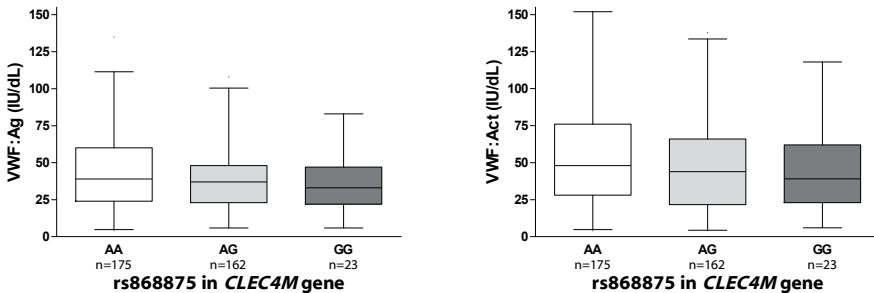 150
125
100
75
50
25
0
VWF:Ag (IU/dL)
AA AG GG
n=175 n=162 n=23
rs868875 in CLEC4M gene
150
125
100
75
50
25
0
VWF:Act (IU/dL)
AA AG GG
n=175 n=162 n=23
rs868875 in CLEC4M gene